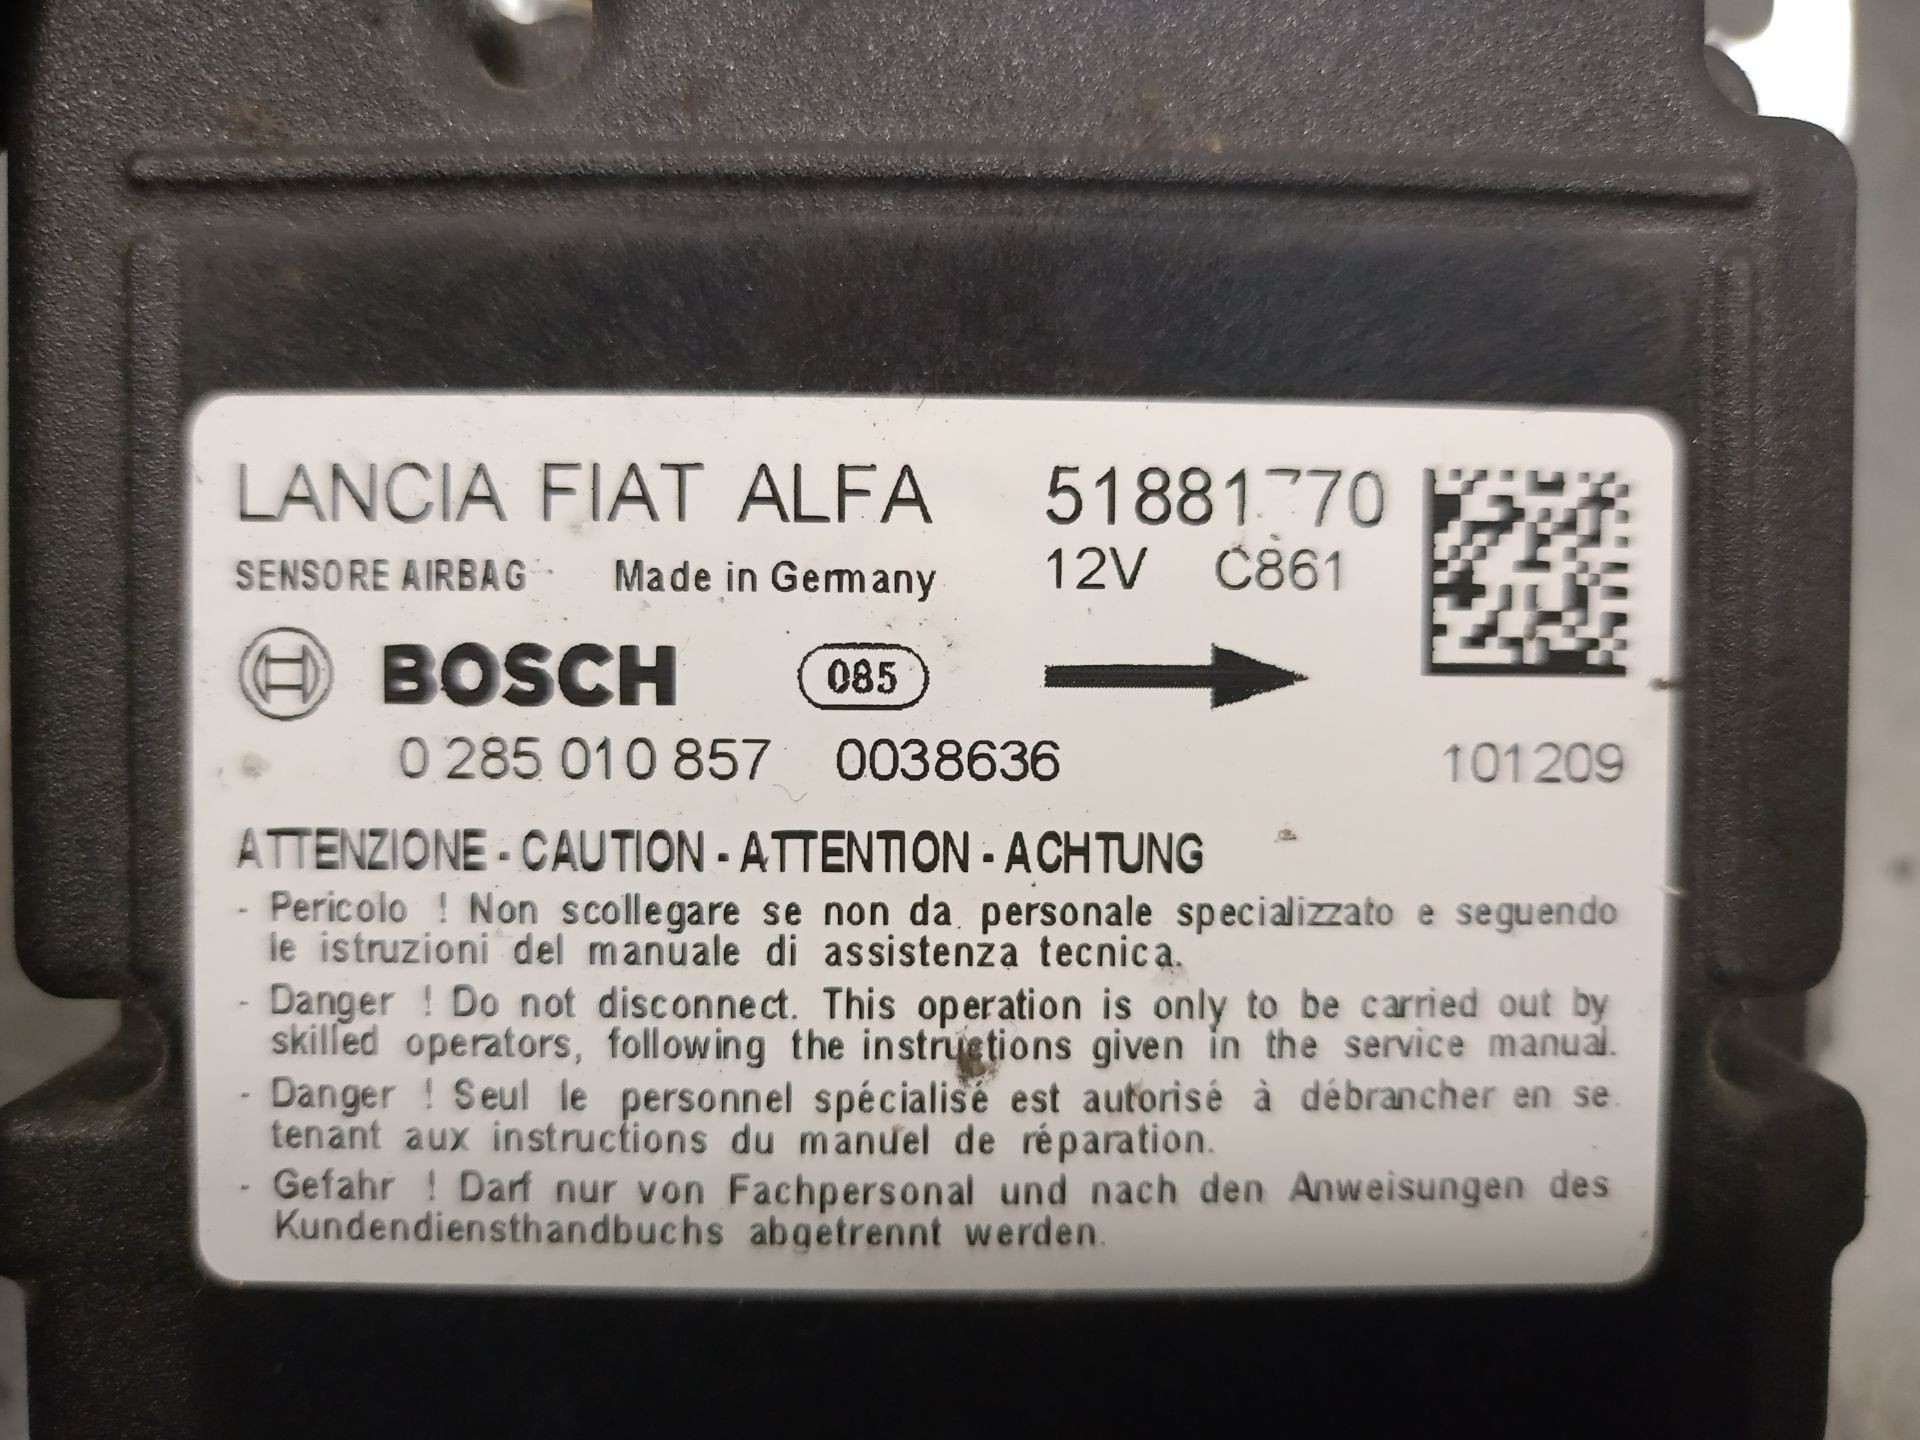 LANCIA FIAT ALFA 51881770
SENSORE AIRBAG Made in Germany 12V C861
BOSCH 085
0 285 010 857 0038636 101209
ATTENZIONE - CAUTION - ATTENTION - ACHTUNG
- Pericolo ! Non scollegare se non da personale specializzato e seguendo
le istruzioni del manuale di assistenza tecnica.
- Danger ! Do not disconnect. This operation is only to be carried out by
skilled operators, following the instructions given in the service manual.
- Danger ! Seul le personnel spécialisé est autorisé à débrancher en se
tenant aux instructions du manuel de réparation.
- Gefahr ! Darf nur von Fachpersonal und nach den Anweisungen des
Kundendiensthandbuchs abgetrennt werden.